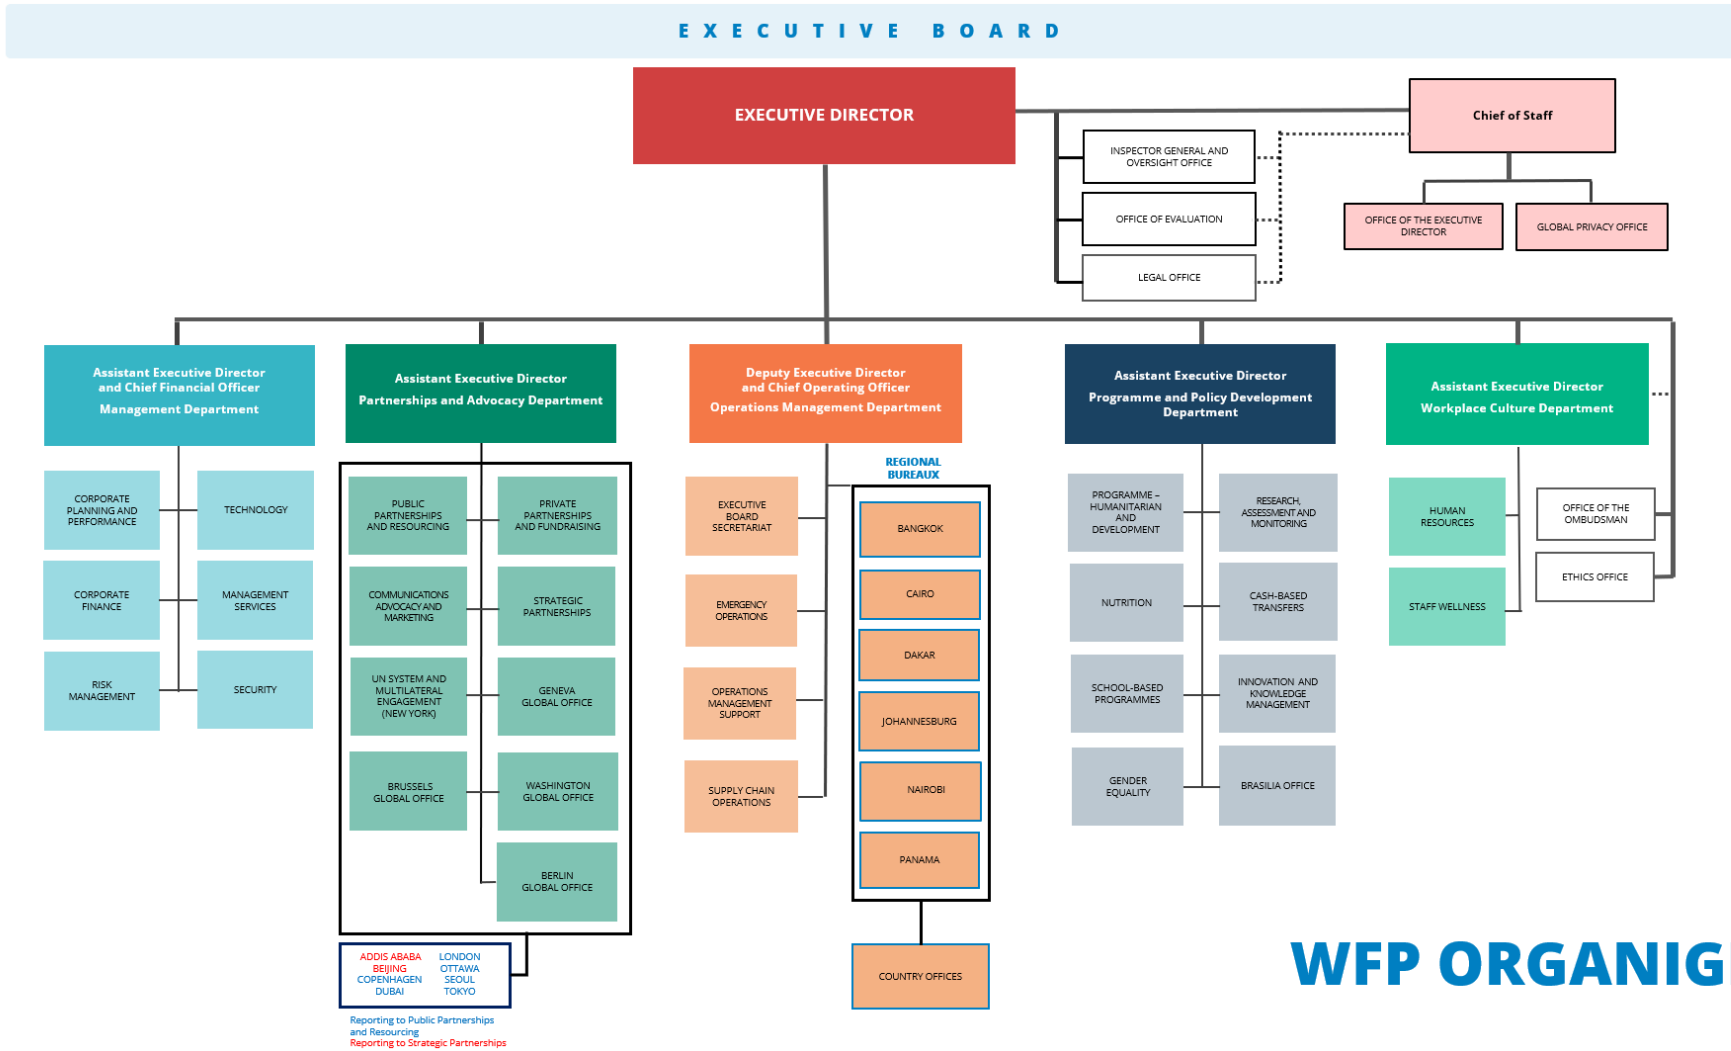 EXECUTIVE BOARD
EXECUTIVE DIRECTOR
Chief of Staff
INSPECTOR GENERAL AND
OVERSIGHT OFFICE
OFFICE OF EVALUATION
LEGAL OFFICE
OFFICE OF THE EXECUTIVE
DIRECTOR
GLOBAL PRIVACY OFFICE
Assistant Executive Director
and Chief Financial Officer
Management Department
CORPORATE
PLANNING AND
PERFORMANCE
TECHNOLOGY
CORPORATE
FINANCE
MANAGEMENT
SERVICES
RISK
MANAGEMENT
SECURITY
Assistant Executive Director
Partnerships and Advocacy Department
PUBLIC
PARTNERSHIPS
AND RESOURCING
PRIVATE
PARTNERSHIPS
AND FUNDRAISING
COMMUNICATIONS
ADVOCACY AND
MARKETING
STRATEGIC
PARTNERSHIPS
UN SYSTEM AND
MULTILATERAL
ENGAGEMENT
(NEW YORK)
GENEVA
GLOBAL OFFICE
BRUSSELS
GLOBAL OFFICE
WASHINGTON
GLOBAL OFFICE
BERLIN
GLOBAL OFFICE
ADDIS ABABA
BEIJING
COPENHAGEN
DUBAI
LONDON
OTTAWA
SEOUL
TOKYO
Reporting to Public Partnerships
and Resourcing
Reporting to Strategic Partnerships
Deputy Executive Director
and Chief Operating Officer
Operations Management Department
EXECUTIVE
BOARD
SECRETARIAT
EMERGENCY
OPERATIONS
OPERATIONS
MANAGEMENT
SUPPORT
SUPPLY CHAIN
OPERATIONS
REGIONAL
BUREAUX
BANGKOK
CAIRO
DAKAR
JOHANNESBURG
NAIROBI
PANAMA
COUNTRY OFFICES
Assistant Executive Director
Programme and Policy Development
Department
PROGRAMME –
HUMANITARIAN
AND
DEVELOPMENT
RESEARCH,
ASSESSMENT AND
MONITORING
NUTRITION
CASH-BASED
TRANSFERS
SCHOOL-BASED
PROGRAMMES
INNOVATION AND
KNOWLEDGE
MANAGEMENT
GENDER
EQUALITY
BRASILIA OFFICE
Assistant Executive Director
Workplace Culture Department
HUMAN
RESOURCES
STAFF WELLNESS
OFFICE OF THE
OMBUDSMAN
ETHICS OFFICE
WFP ORGANIG